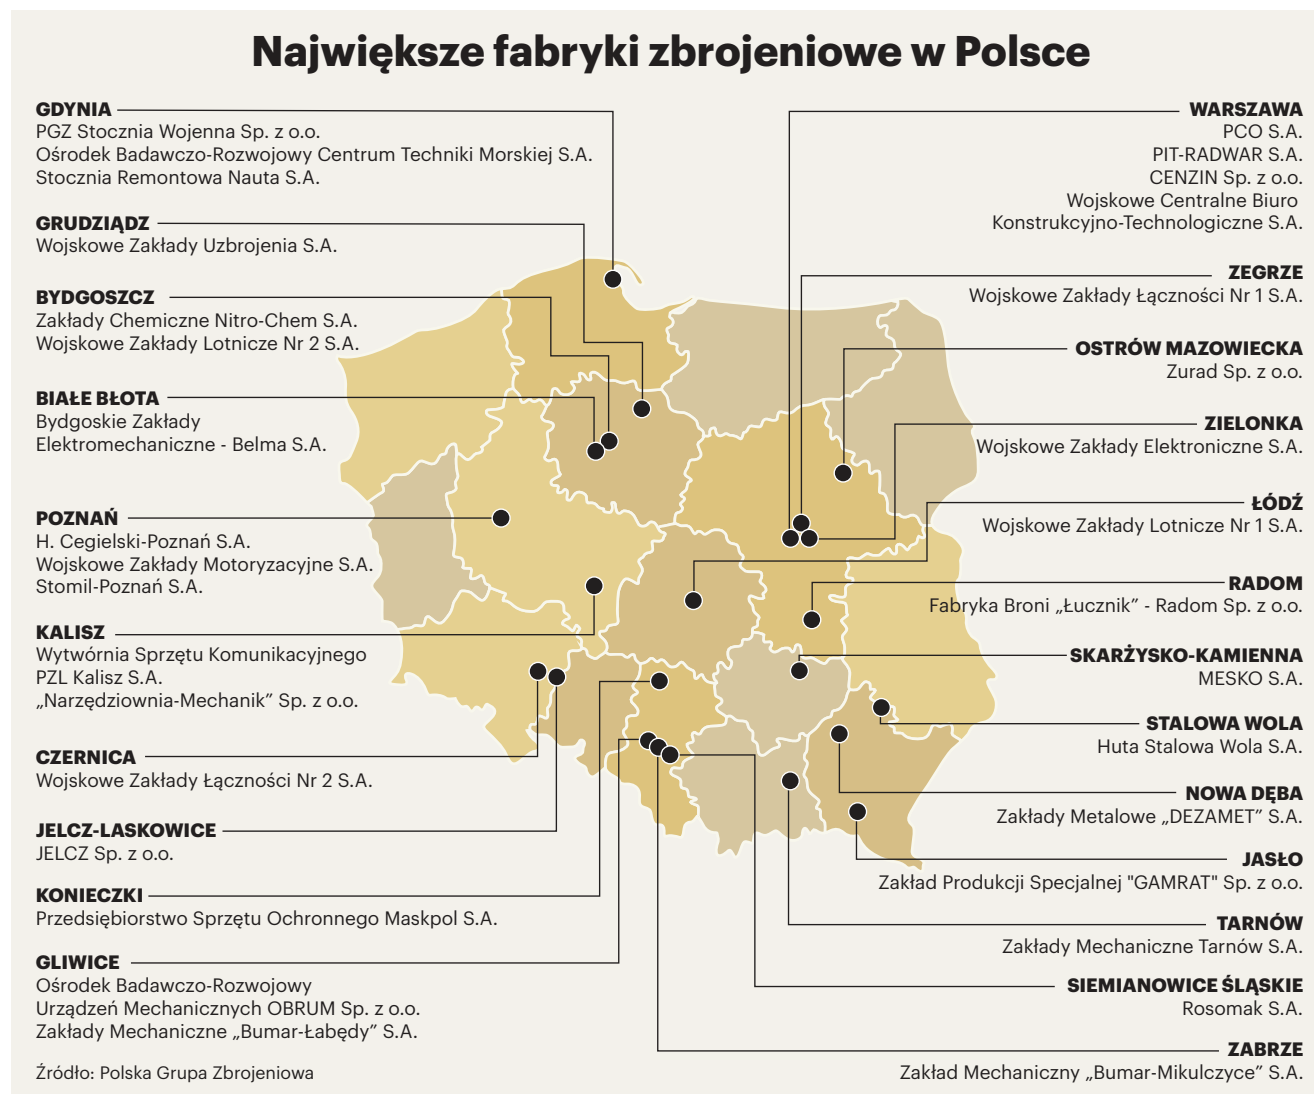 Największe fabryki zbrojeniowe w Polsce
GDYNIA
PGZ Stocznia Wojenna Sp. z o.o.
Ośrodek Badawczo-Rozwojowy Centrum Techniki Morskiej S.A.
Stocznia Remontowa Nauta S.A.
GRUDZIĄDZ
Wojskowe Zakłady Uzbrojenia S.A.
BYDGOSZCZ
Zakłady Chemiczne Nitro-Chem S.A.
Wojskowe Zakłady Lotnicze Nr 2 S.A.
BIAŁE BŁOTA
Bydgoskie Zakłady
Elektromechaniczne - Belma S.A.
POZNAŃ
H. Cegielski-Poznań S.A.
Wojskowe Zakłady Motoryzacyjne S.A.
Stomil-Poznań S.A.
KALISZ
Wytwórnia Sprzętu Komunikacyjnego
PZL Kalisz S.A.
„Narzędziownia-Mechanik” Sp. z o.o.
CZERNICA
Wojskowe Zakłady Łączności Nr 2 S.A.
JELCZ-LASKOWICE
JELCZ Sp. z o.o.
KONIECZKI
Przedsiębiorstwo Sprzętu Ochronnego Maskpol S.A.
GLIWICE
Ośrodek Badawczo-Rozwojowy
Urządzeń Mechanicznych OBRUM Sp. z o.o.
Zakłady Mechaniczne „Bumar-Łabędy” S.A.
Źródło: Polska Grupa Zbrojeniowa
WARSZAWA
PCO S.A.
PIT-RADWAR S.A.
CENZIN Sp. z o.o.
Wojskowe Centralne Biuro
Konstrukcyjno-Technologiczne S.A.
ZEGRZE
Wojskowe Zakłady Łączności Nr 1 S.A.
OSTRÓW MAZOWIECKA
Zurad Sp. z o.o.
ZIELONKA
Wojskowe Zakłady Elektroniczne S.A.
ŁÓDŹ
Wojskowe Zakłady Lotnicze Nr 1 S.A.
RADOM
Fabryka Broni „Łucznik” - Radom Sp. z o.o.
SKARŻYSKO-KAMIENNA
MESKO S.A.
STALOWA WOLA
Huta Stalowa Wola S.A.
NOWA DĘBA
Zakłady Metalowe „DEZAMET” S.A.
JASŁO
Zakład Produkcji Specjalnej "GAMRAT" Sp. z o.o.
TARNÓW
Zakłady Mechaniczne Tarnów S.A.
SIEMIANOWICE ŚLĄSKIE
Rosomak S.A.
ZABRZE
Zakład Mechaniczny „Bumar-Mikulczyce” S.A.